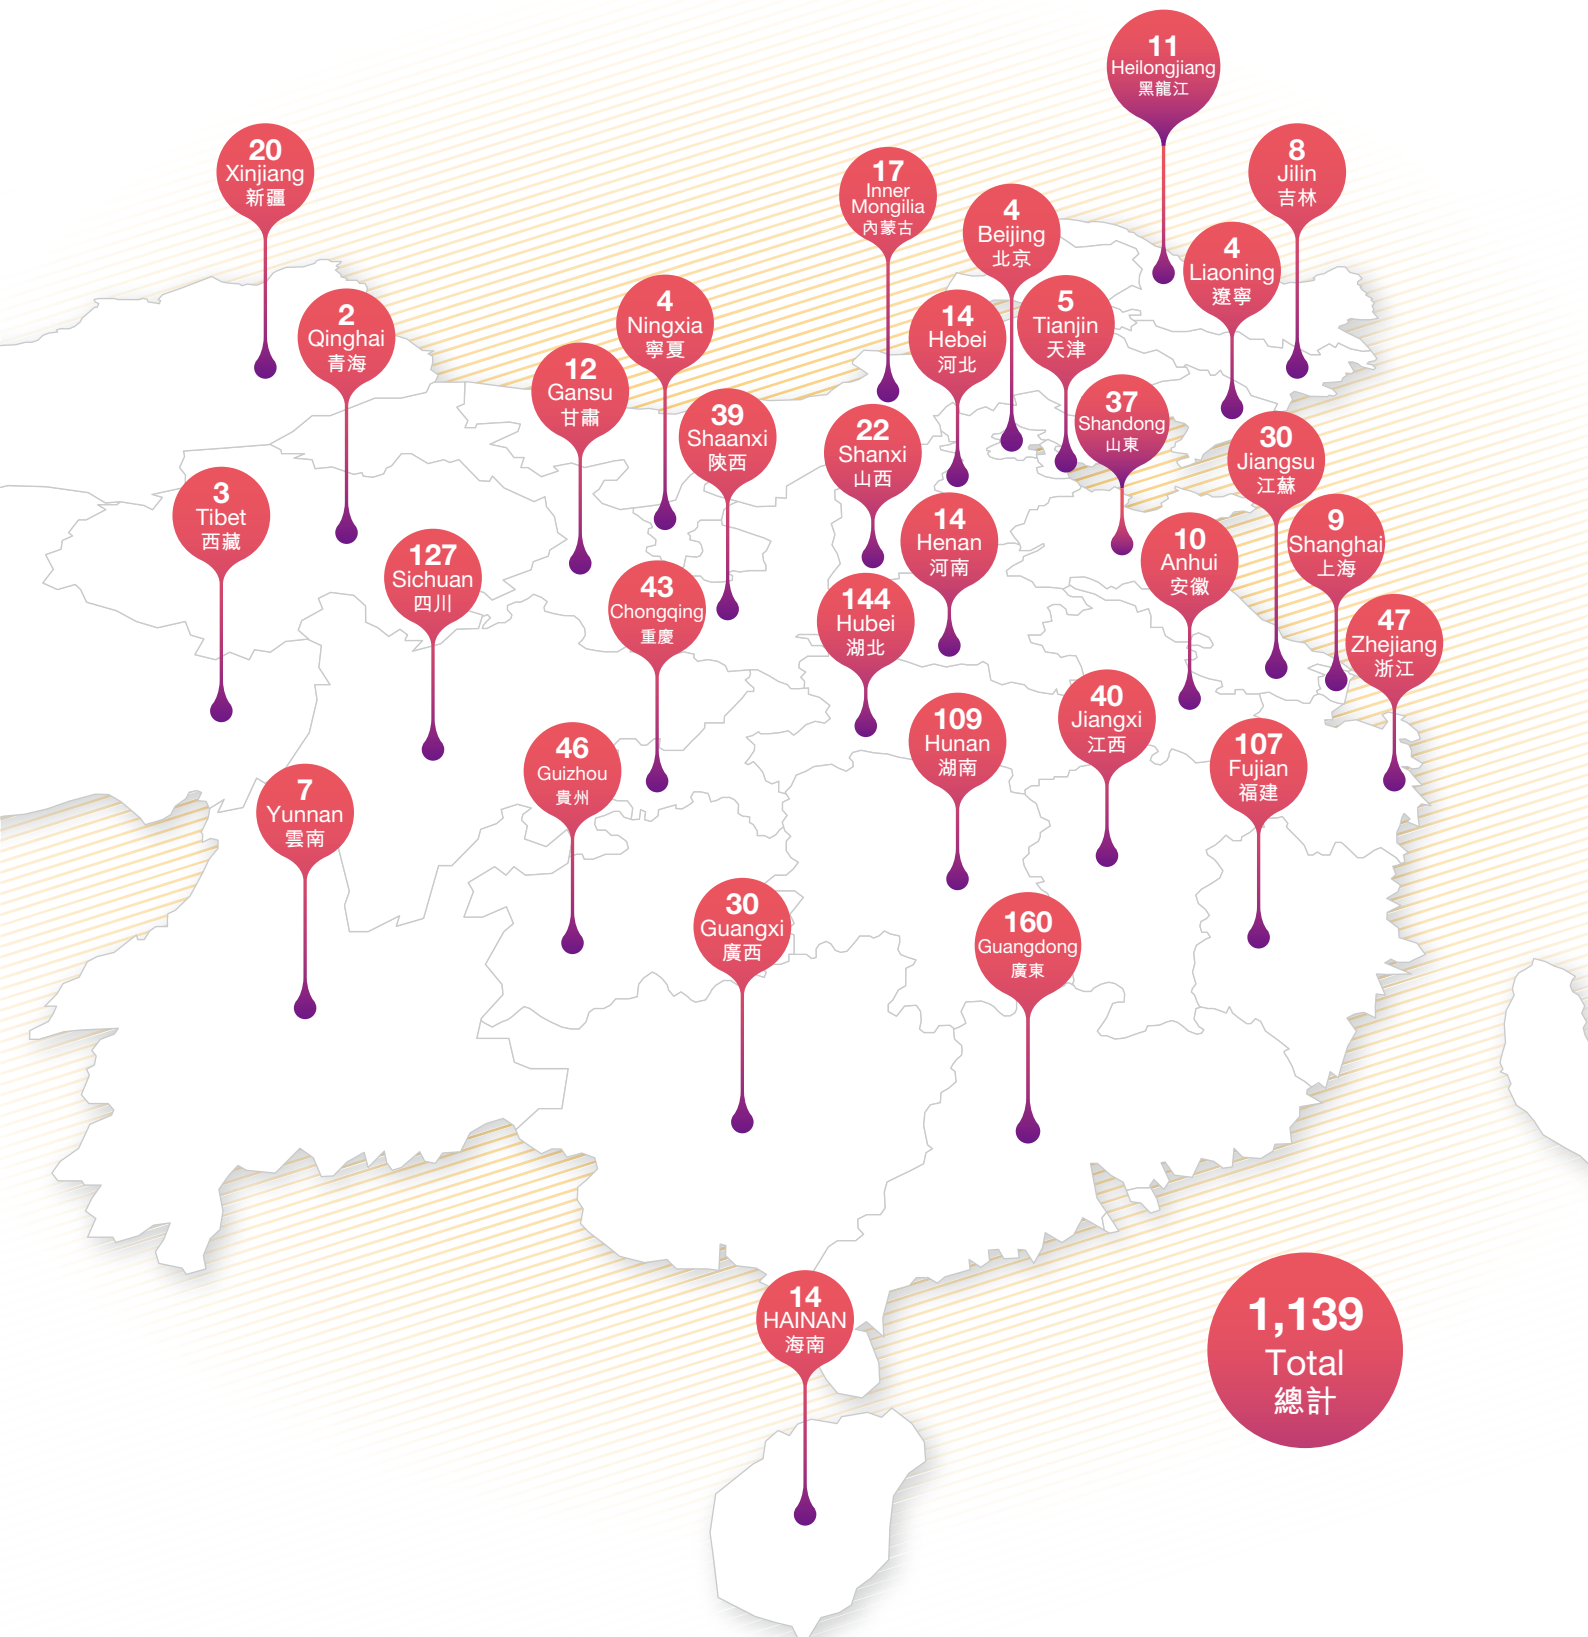 11
Heilongjiang
黑龍江
20
Xinjiang
新疆
8
Jilin
吉林
17
Inner
Mongilia
內蒙古
4
Beijing
北京
4
Liaoning
遼寧
2
Qinghai
青海
4
Ningxia
寧夏
14
Hebei
河北
5
Tianjin
天津
12
Gansu
甘肅
39
Shaanxi
陝西
37
Shandong
山東
22
Shanxi
山西
30
Jiangsu
江蘇
3
Tibet
西藏
14
Henan
河南
9
Shanghai
上海
10
Anhui
安徽
127
Sichuan
四川
43
Chongqing
重慶
144
Hubei
湖北
47
Zhejiang
浙江
40
Jiangxi
江西
109
Hunan
湖南
107
Fujian
福建
46
Guizhou
貴州
7
Yunnan
雲南
30
Guangxi
廣西
160
Guangdong
廣東
14
HAINAN
海南
1,139
Total
總計